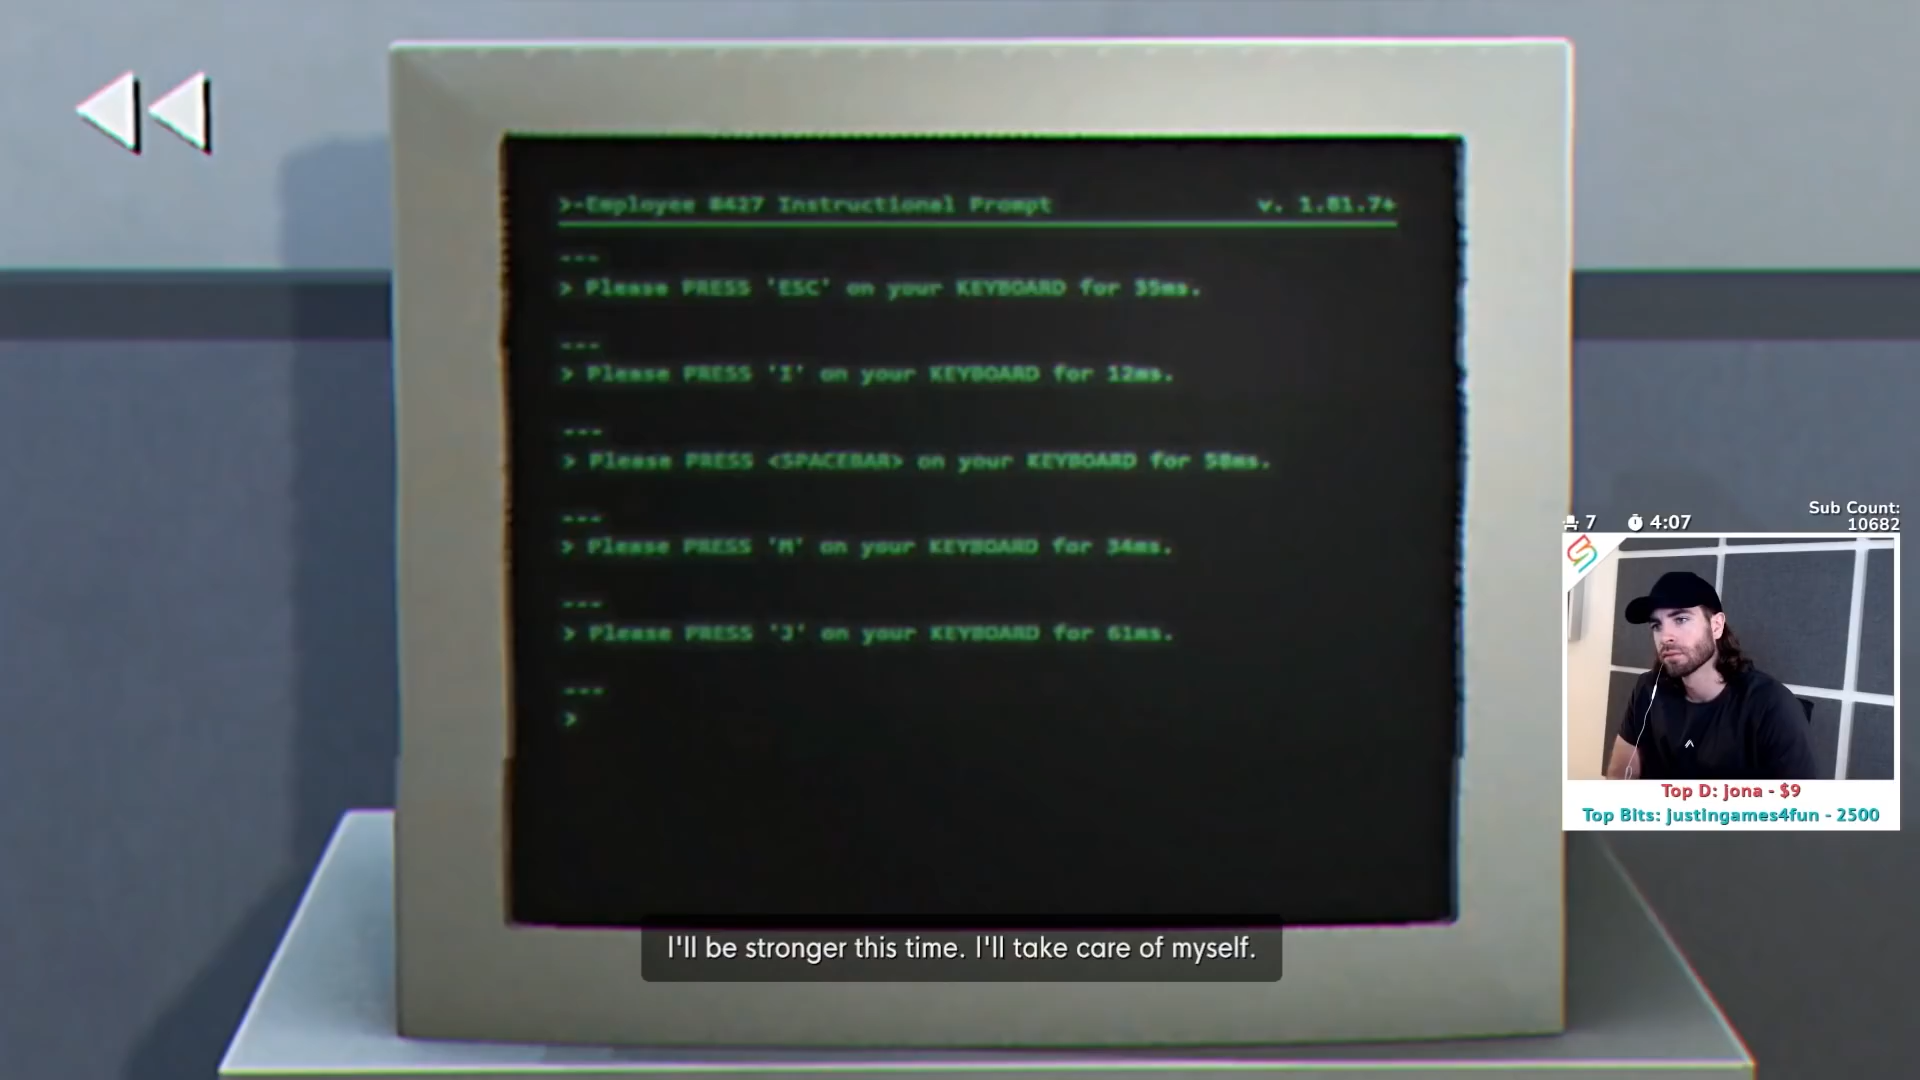 >-Employee #427 Instructional Prompt v. 1.81.7+
---
> Please PRESS 'ESC' on your KEYBOARD for 35ms.
---
> Please PRESS 'I' on your KEYBOARD for 12ms.
---
> Please PRESS <SPACEBAR> on your KEYBOARD for 58ms.
---
> Please PRESS 'M' on your KEYBOARD for 34ms.
---
> Please PRESS 'J' on your KEYBOARD for 61ms.
---
>
I'll be stronger this time. I'll take care of myself.
7 4:07 Sub Count:
10682
Top D: jona - $9
Top Bits: justingames4fun - 2500